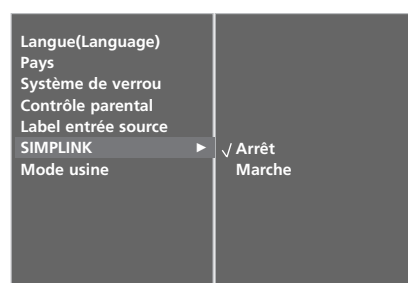 Langue(Language)
Pays
Système de verrou
Contrôle parental
Label entrée source
SIMPLINK ► √ Arrêt
Mode usine Marche